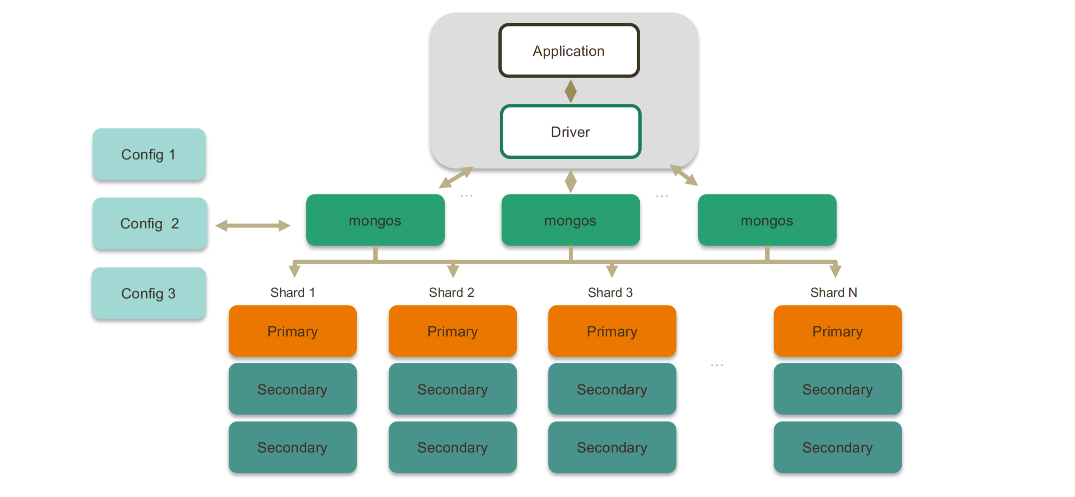 Application
Driver
Config 1
Config 2
Config 3
...
...
mongos
mongos
mongos
Shard 1
Shard 2
Shard 3
Shard N
Primary
Primary
Primary
Primary
...
Secondary
Secondary
Secondary
Secondary
Secondary
Secondary
Secondary
Secondary